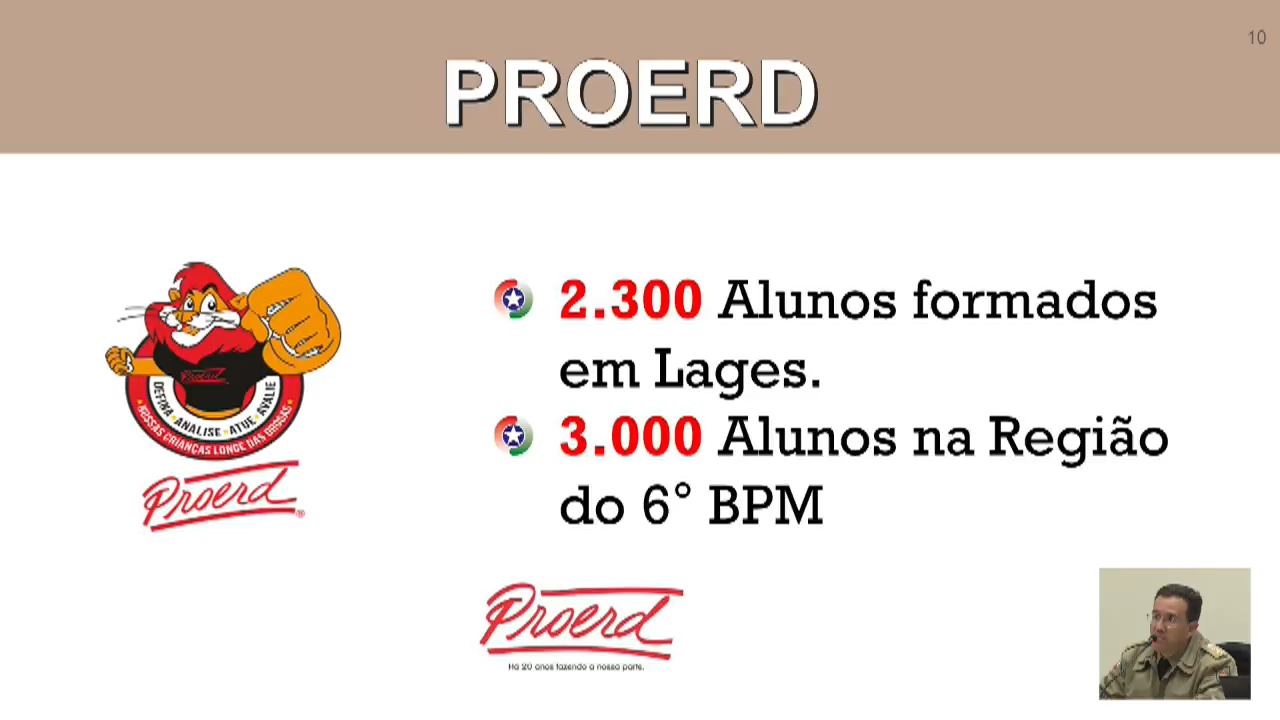 10
PROERD
2.300 Alunos formados
em Lages.
3.000 Alunos na Região
do 6° BPM
Proerd
DEFINA • ANALISE • ATUE • AVALIE
NOSSAS CRIANÇAS LONGE DAS DROGAS
Proerd®
Proerd
Há 20 anos fazendo a nossa parte.